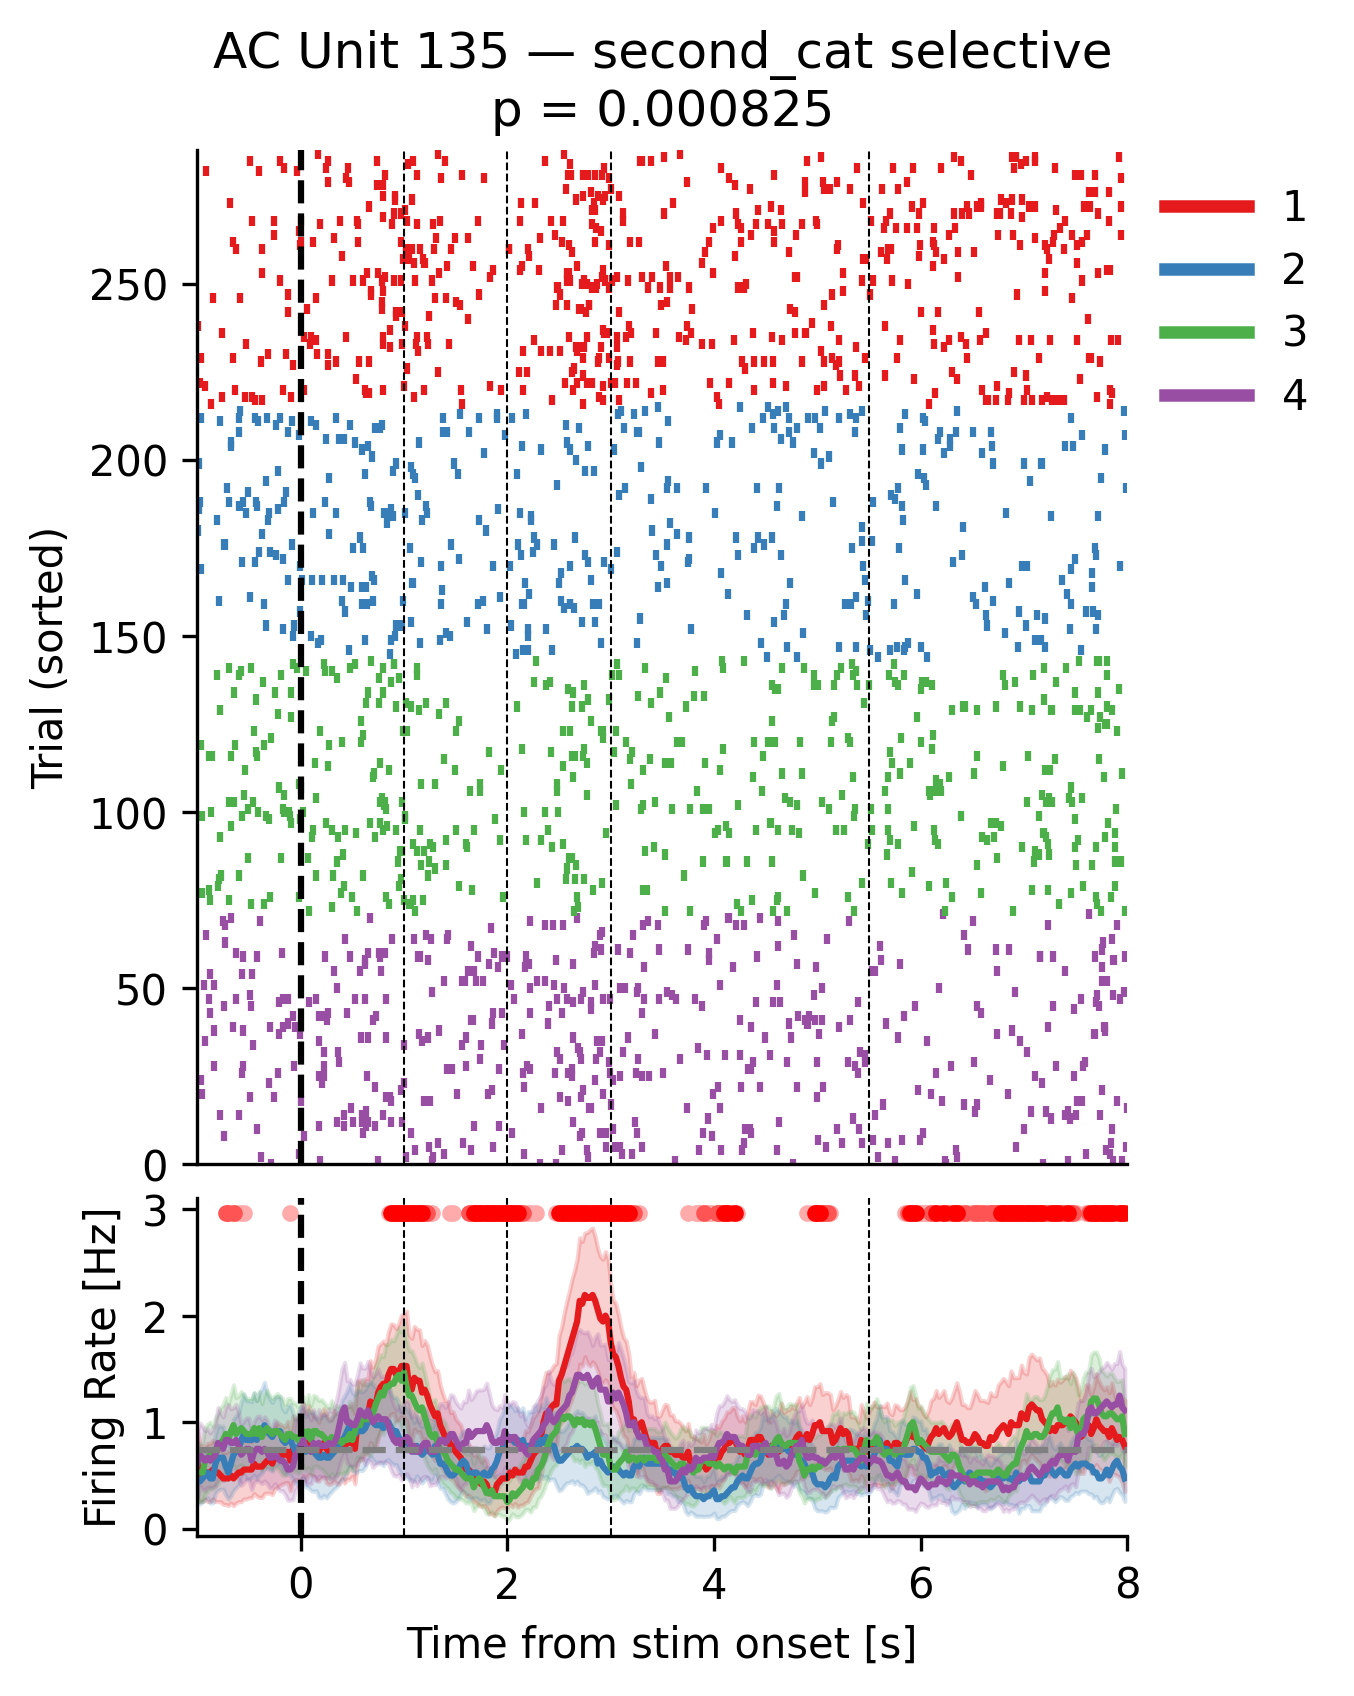 AC Unit 135 — second_cat selective
p = 0.000825
1
2
3
4
Trial (sorted)
250
200
150
100
50
0
Firing Rate [Hz]
3
2
1
0
0 2 4 6 8
Time from stim onset [s]